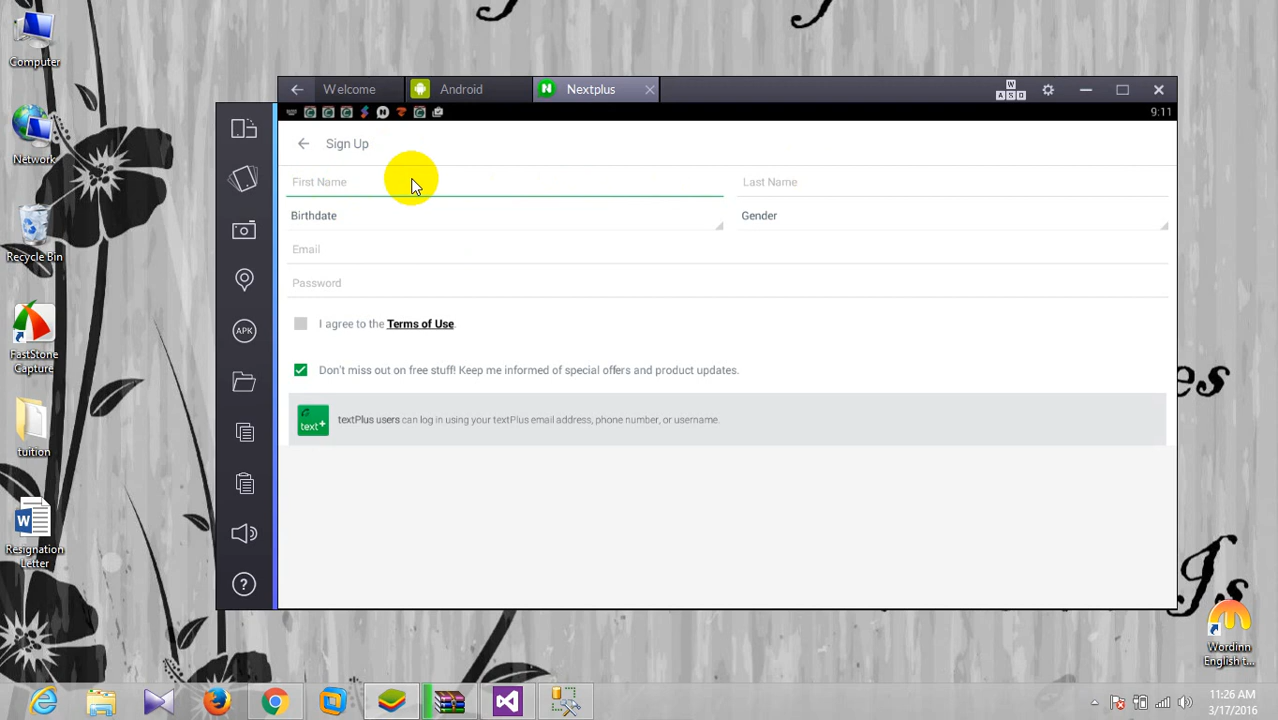 Computer
Network
Recycle Bin
FastStone
Capture
tuition
Resignation
Letter
Welcome
Android
Nextplus
W
A S D
9:11
Sign Up
First Name
Last Name
Birthdate
Gender
Email
Password
I agree to the Terms of Use.
Don't miss out on free stuff! Keep me informed of special offers and product updates.
text+
textPlus users can log in using your textPlus email address, phone number, or username.
APK
Wordinn
English t...
11:26 AM
3/17/2016